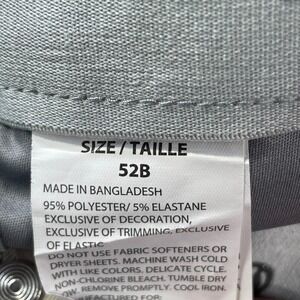 SIZE / TAILLE
52B
MADE IN BANGLADESH
95% POLYESTER/ 5% ELASTANE
EXCLUSIVE OF DECORATION,
EXCLUSIVE OF TRIMMING, EXCLUSIVE
OF ELASTIC
DO NOT USE FABRIC SOFTENERS OR
DRYER SHEETS. MACHINE WASH COLD
WITH LIKE COLORS. DELICATE CYCLE.
NON-CHLORINE BLEACH. TUMBLE DRY
LOW. REMOVE PROMPTLY. COOL IRON.
MANUFACTURED FOR